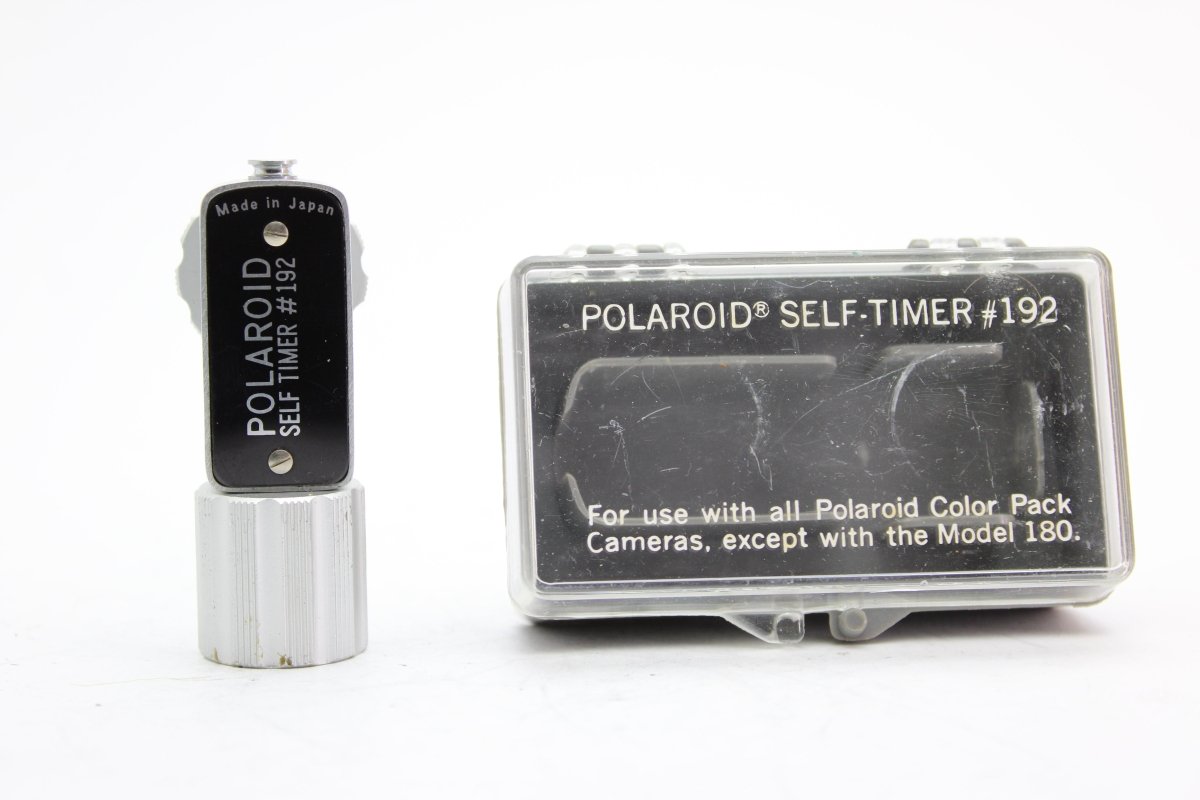 Made in Japan
POLAROID
SELF TIMER #192
POLAROID® SELF-TIMER #192
For use with all Polaroid Color Pack
Cameras, except with the Model 180.